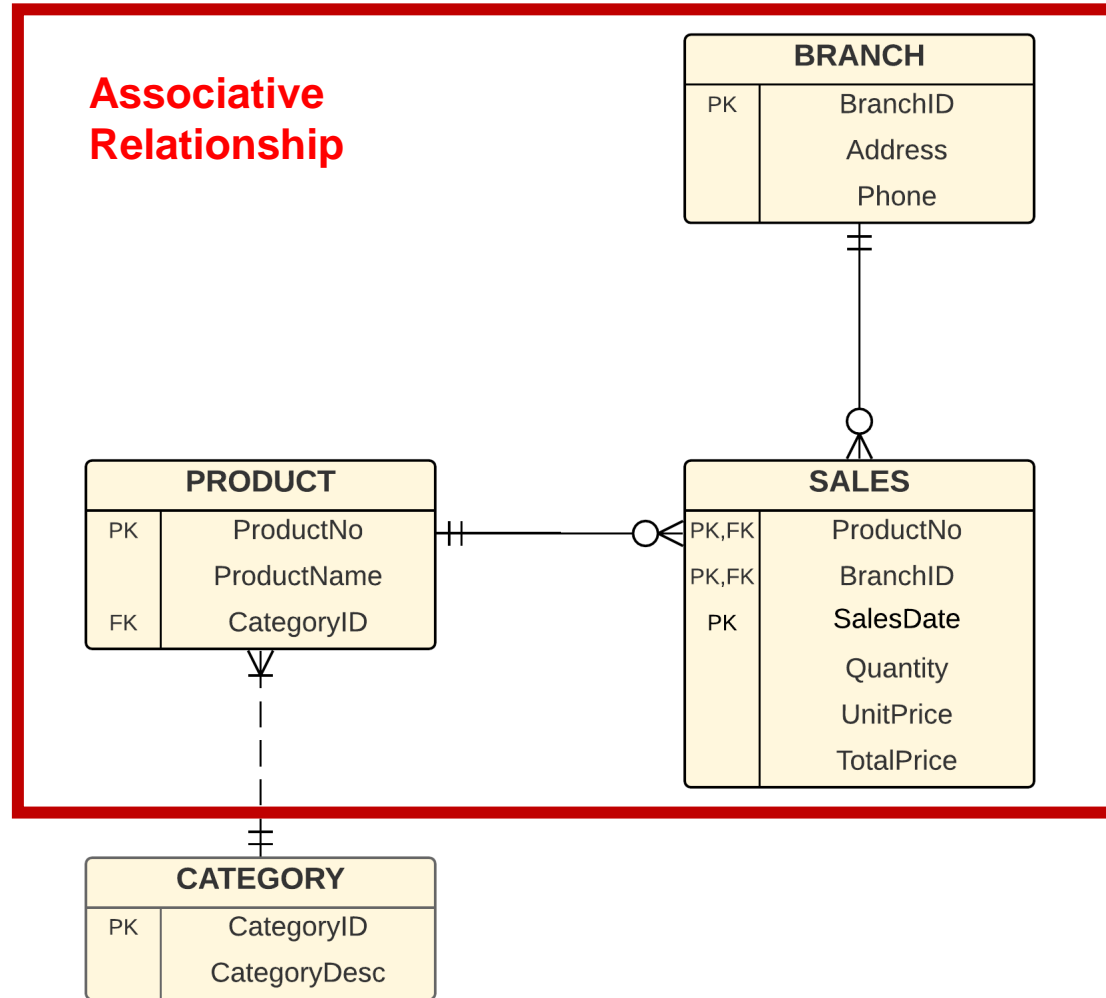 Associative
Relationship
BRANCH
PK BranchID
Address
Phone
PRODUCT
PK ProductNo
ProductName
FK CategoryID
SALES
PK,FK ProductNo
PK,FK BranchID
PK SalesDate
Quantity
UnitPrice
TotalPrice
CATEGORY
PK CategoryID
CategoryDesc